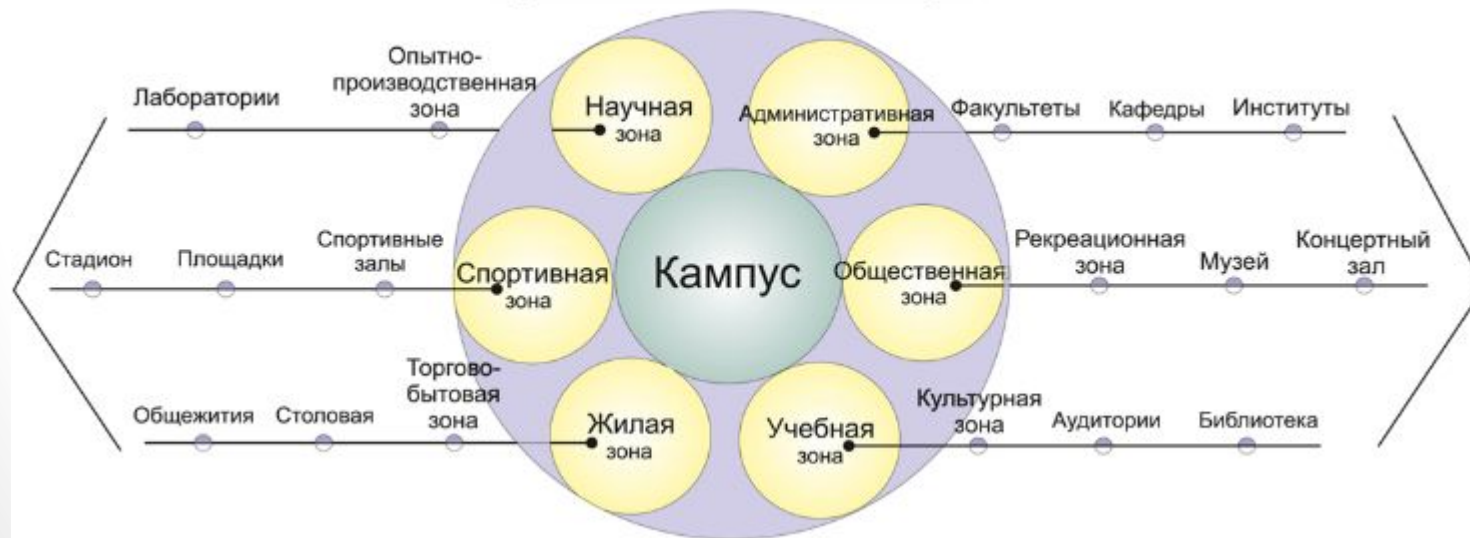 Опытно-
производственная
зона
Лаборатории
Научная
зона
Административная
зона
Факультеты
Кафедры
Институты
Стадион
Площадки
Спортивные
залы
Спортивная
зона
Кампус
Общественная
зона
Рекреационная
зона
Музей
Концертный
зал
Общежития
Столовая
Торгово-
бытовая
зона
Жилая
зона
Учебная
зона
Культурная
зона
Аудитории
Библиотека